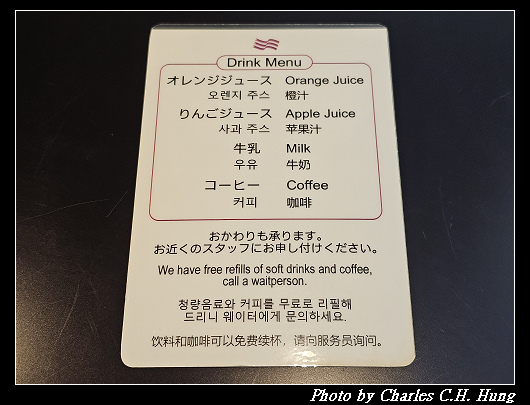 Drink Menu
オレンジジュース Orange Juice
오렌지 주스 橙汁
りんごジュース Apple Juice
사과 주스 苹果汁
牛乳 Milk
우유 牛奶
コーヒー Coffee
커피 咖啡
おかわりも承ります。
お近くのスタッフにお申し付けください。
We have free refills of soft drinks and coffee,
call a waitperson.
청량음료와 커피를 무료로 리필해
드리니 웨이터에게 문의하세요.
饮料和咖啡可以免费续杯，请向服务员询问。
Photo by Charles C.H. Hung